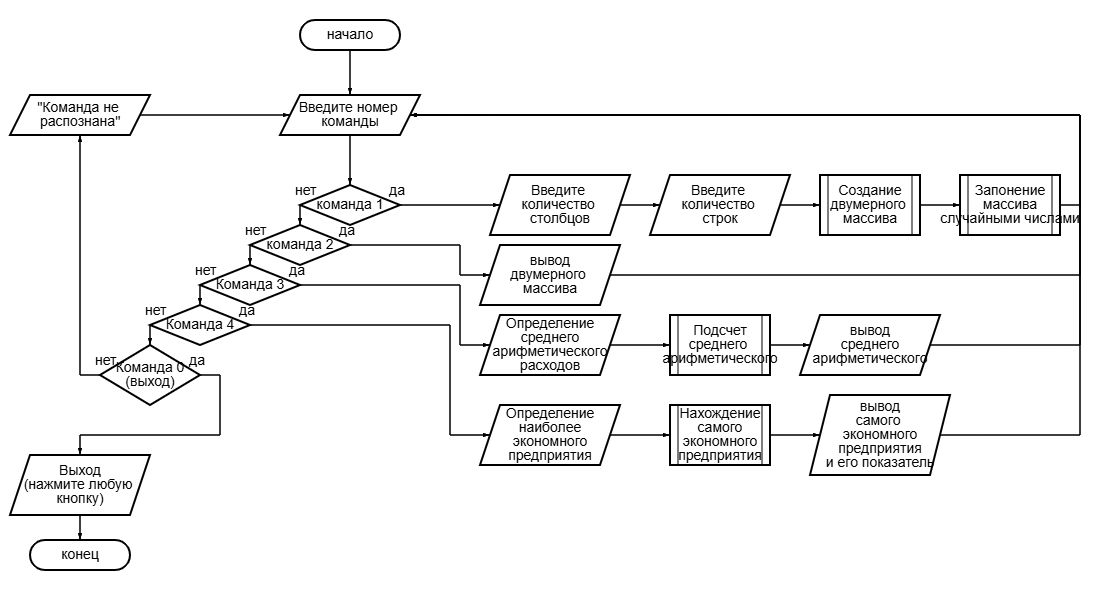 начало
"Команда не
распознана"
Введите номер
команды
нет
да
команда 1
Введите
количество
столбцов
Введите
количество
строк
Создание
двумерного
массива
Запонение
массива
случайными числами
нет
да
команда 2
вывод
двумерного
массива
нет
да
Команда 3
Определение
среднего
арифметического
расходов
Подсчет
среднего
арифметического
вывод
среднего
арифметического
нет
да
Команда 4
Определение
наиболее
экономного
предприятия
Нахождение
самого
экономного
предприятия
вывод
самого
экономного
предприятия
и его показатель
нет
да
Команда 0
(выход)
Выход
(нажмите любую
кнопку)
конец